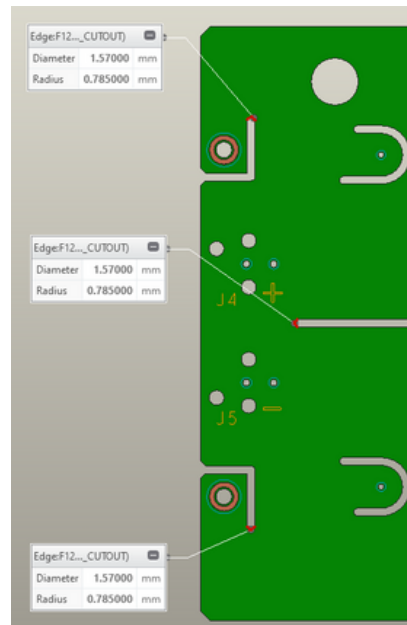 Edge:F12..._CUTOUT)
Diameter 1.57000 mm
Radius 0.785000 mm
Edge:F12..._CUTOUT)
Diameter 1.57000 mm
Radius 0.785000 mm
J4 +
J5 −
Edge:F12..._CUTOUT)
Diameter 1.57000 mm
Radius 0.785000 mm